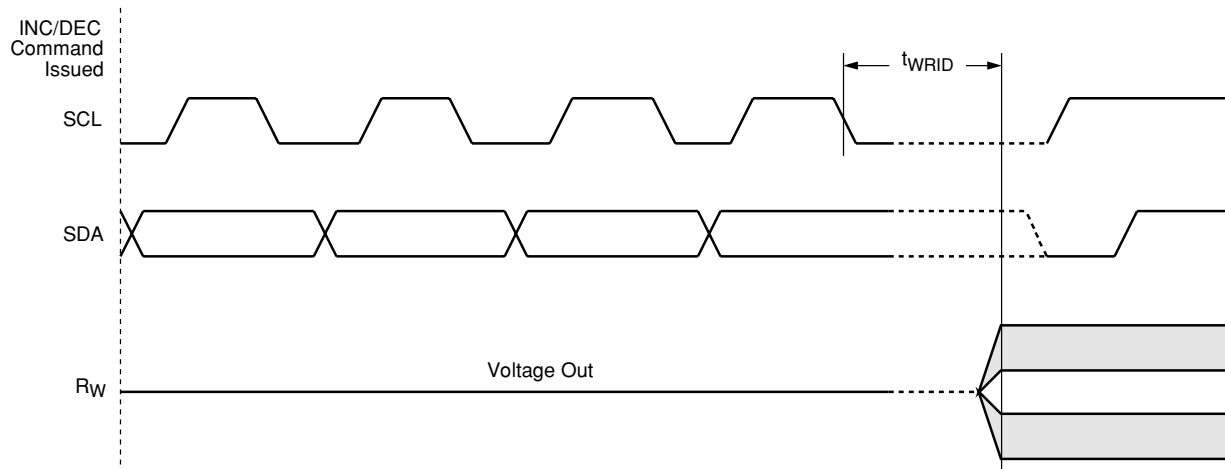 INC/DEC
Command
Issued
tWRID
SCL
SDA
Voltage Out
RW